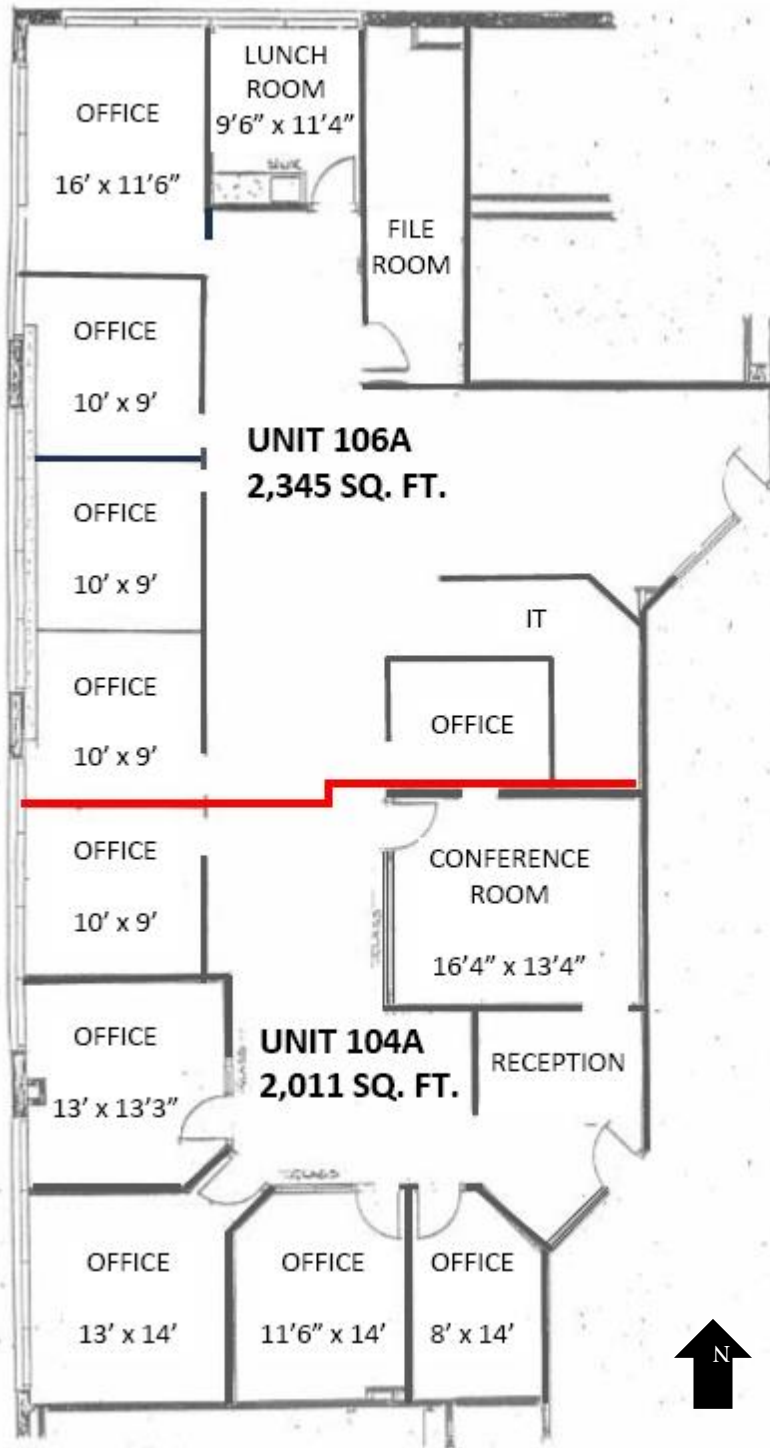 OFFICE
16' x 11'6"
LUNCH
ROOM
9'6" x 11'4"
FILE
ROOM
OFFICE
10' x 9'
UNIT 106A
2,345 SQ. FT.
OFFICE
10' x 9'
IT
OFFICE
10' x 9'
OFFICE
OFFICE
10' x 9'
CONFERENCE
ROOM
16'4" x 13'4"
GLASS
OFFICE
13' x 13'3"
UNIT 104A
2,011 SQ. FT.
GLASS
RECEPTION
GLASS
OFFICE
13' x 14'
OFFICE
11'6" x 14'
OFFICE
8' x 14'
N